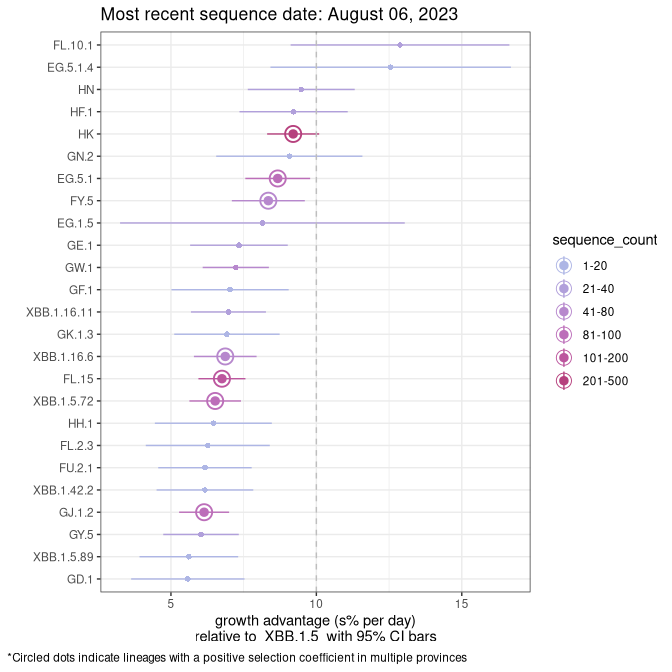 Most recent sequence date: August 06, 2023
FL.10.1
EG.5.1.4
HN
HF.1
HK
GN.2
EG.5.1
FY.5
EG.1.5
GE.1
GW.1
GF.1
XBB.1.16.11
GK.1.3
XBB.1.16.6
FL.15
XBB.1.5.72
HH.1
FL.2.3
FU.2.1
XBB.1.42.2
GJ.1.2
GY.5
XBB.1.5.89
GD.1
5 10 15
growth advantage (s% per day)
relative to XBB.1.5 with 95% CI bars
sequence_count
1-20
21-40
41-80
81-100
101-200
201-500
*Circled dots indicate lineages with a positive selection coefficient in multiple provinces